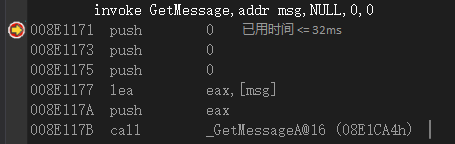 invoke GetMessage,addr msg,NULL,0,0
008E1171 push 0 已用时间 <= 32ms
008E1173 push 0
008E1175 push 0
008E1177 lea eax,[msg]
008E117A push eax
008E117B call _GetMessageA@16 (08E1CA4h)